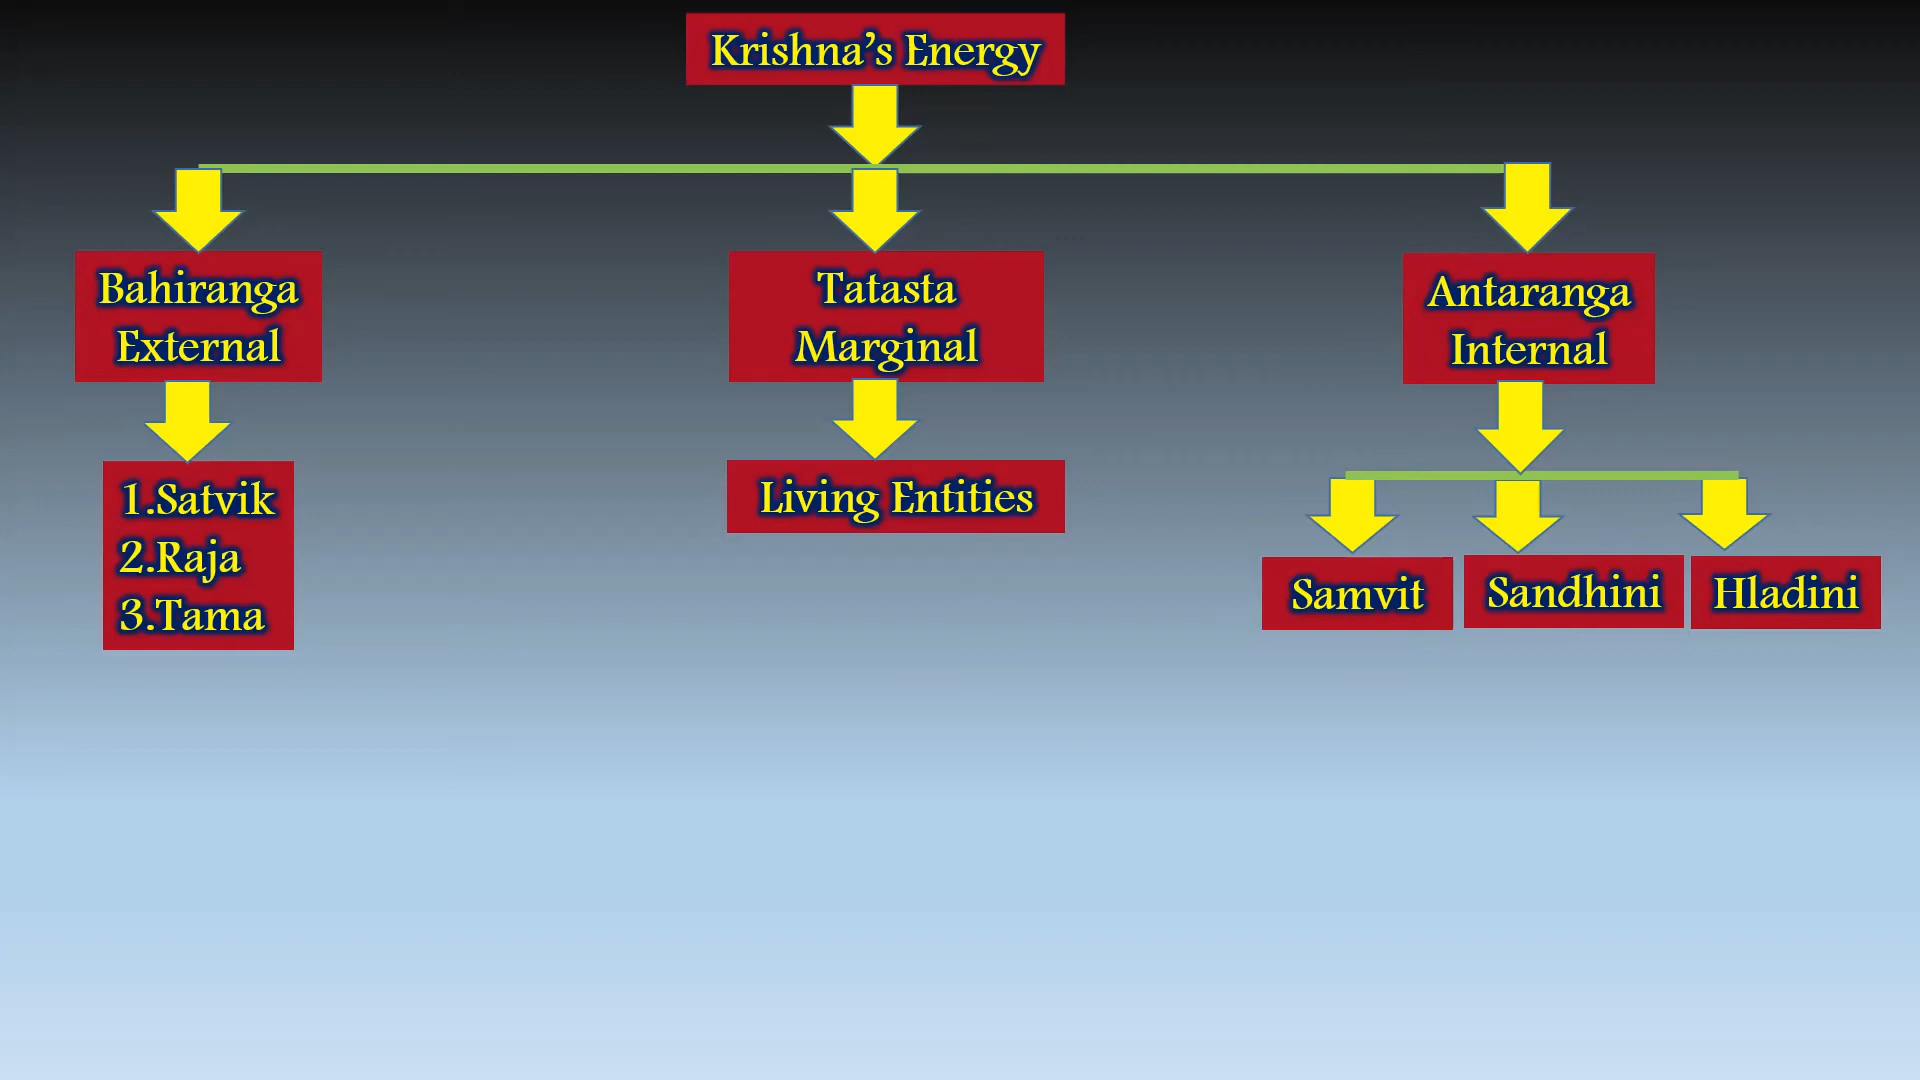 Krishna’s Energy
Bahiranga
External
Tatasta
Marginal
Antaranga
Internal
1.Satvik
2.Raja
3.Tama
Living Entities
Samvit
Sandhini
Hladini